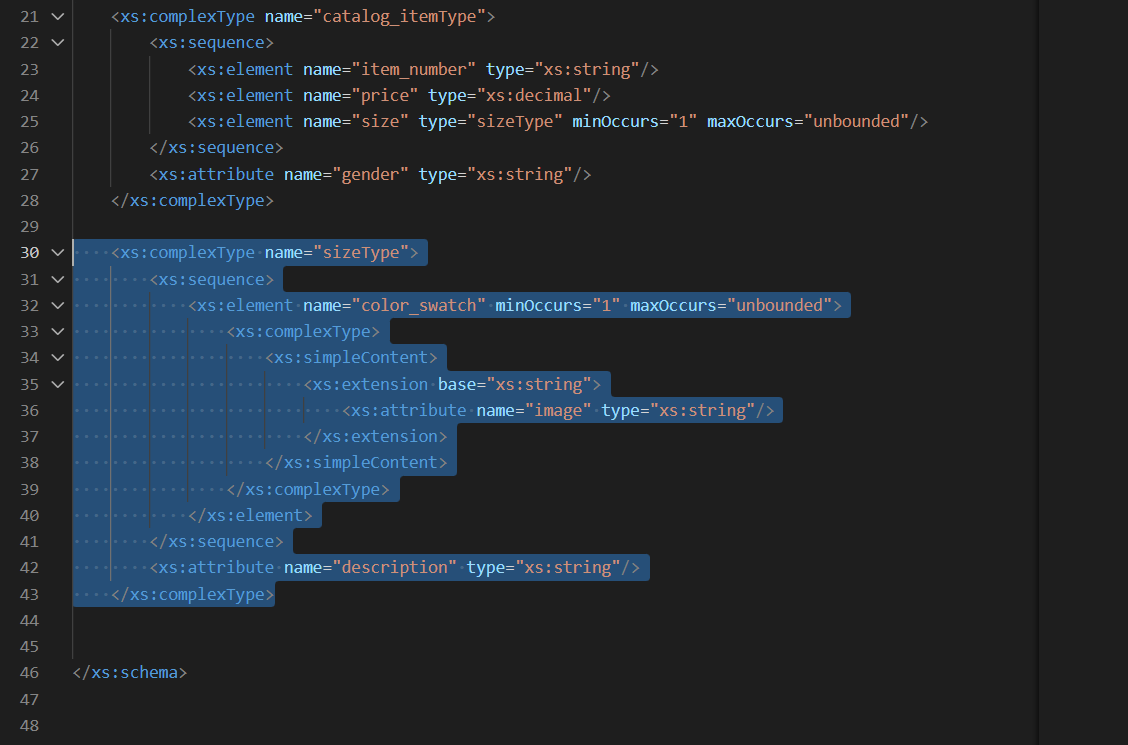 21 <xs:complexType name="catalog_itemType">
22 <xs:sequence>
23 <xs:element name="item_number" type="xs:string"/>
24 <xs:element name="price" type="xs:decimal"/>
25 <xs:element name="size" type="sizeType" minOccurs="1" maxOccurs="unbounded"/>
26 </xs:sequence>
27 <xs:attribute name="gender" type="xs:string"/>
28 </xs:complexType>
29
30 <xs:complexType name="sizeType">
31 <xs:sequence>
32 <xs:element name="color_swatch" minOccurs="1" maxOccurs="unbounded">
33 <xs:complexType>
34 <xs:simpleContent>
35 <xs:extension base="xs:string">
36 <xs:attribute name="image" type="xs:string"/>
37 </xs:extension>
38 </xs:simpleContent>
39 </xs:complexType>
40 </xs:element>
41 </xs:sequence>
42 <xs:attribute name="description" type="xs:string"/>
43 </xs:complexType>
44
45
46 </xs:schema>
47
48